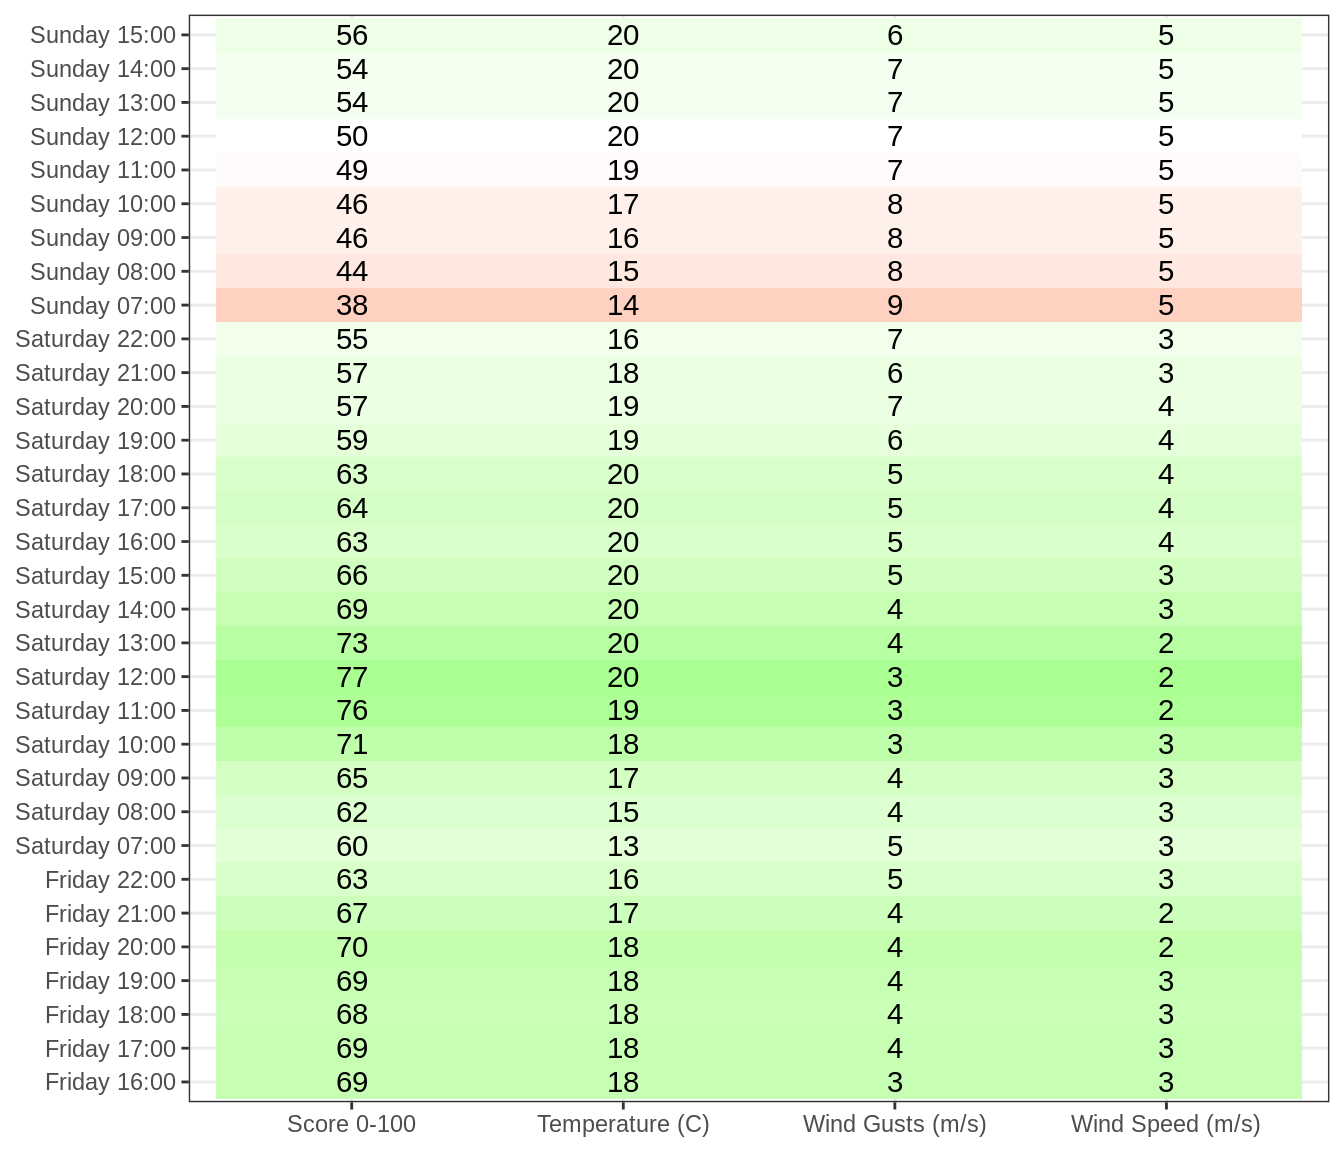 Sunday 15:00 56 20 6 5
Sunday 14:00 54 20 7 5
Sunday 13:00 54 20 7 5
Sunday 12:00 50 20 7 5
Sunday 11:00 49 19 7 5
Sunday 10:00 46 17 8 5
Sunday 09:00 46 16 8 5
Sunday 08:00 44 15 8 5
Sunday 07:00 38 14 9 5
Saturday 22:00 55 16 7 3
Saturday 21:00 57 18 6 3
Saturday 20:00 57 19 7 4
Saturday 19:00 59 19 6 4
Saturday 18:00 63 20 5 4
Saturday 17:00 64 20 5 4
Saturday 16:00 63 20 5 4
Saturday 15:00 66 20 5 3
Saturday 14:00 69 20 4 3
Saturday 13:00 73 20 4 2
Saturday 12:00 77 20 3 2
Saturday 11:00 76 19 3 2
Saturday 10:00 71 18 3 3
Saturday 09:00 65 17 4 3
Saturday 08:00 62 15 4 3
Saturday 07:00 60 13 5 3
Friday 22:00 63 16 5 3
Friday 21:00 67 17 4 2
Friday 20:00 70 18 4 2
Friday 19:00 69 18 4 3
Friday 18:00 68 18 4 3
Friday 17:00 69 18 4 3
Friday 16:00 69 18 3 3
Score 0-100 Temperature (C) Wind Gusts (m/s) Wind Speed (m/s)